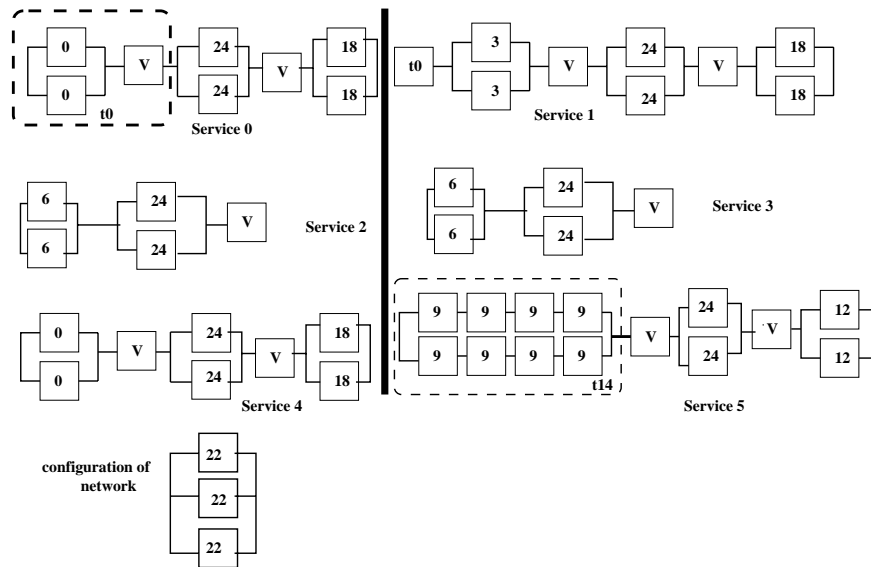 0 24 18
V V
0 24 18
t0
Service 0
3 24 18
t0 V V
3 24 18
Service 1
6 24
V
6 24
Service 2
6 24
V
6 24
Service 3
0 24 18
V V
0 24 18
Service 4
9 9 9 9 24 12
V V
9 9 9 9 24 12
t14
Service 5
configuration of
network
22
22
22